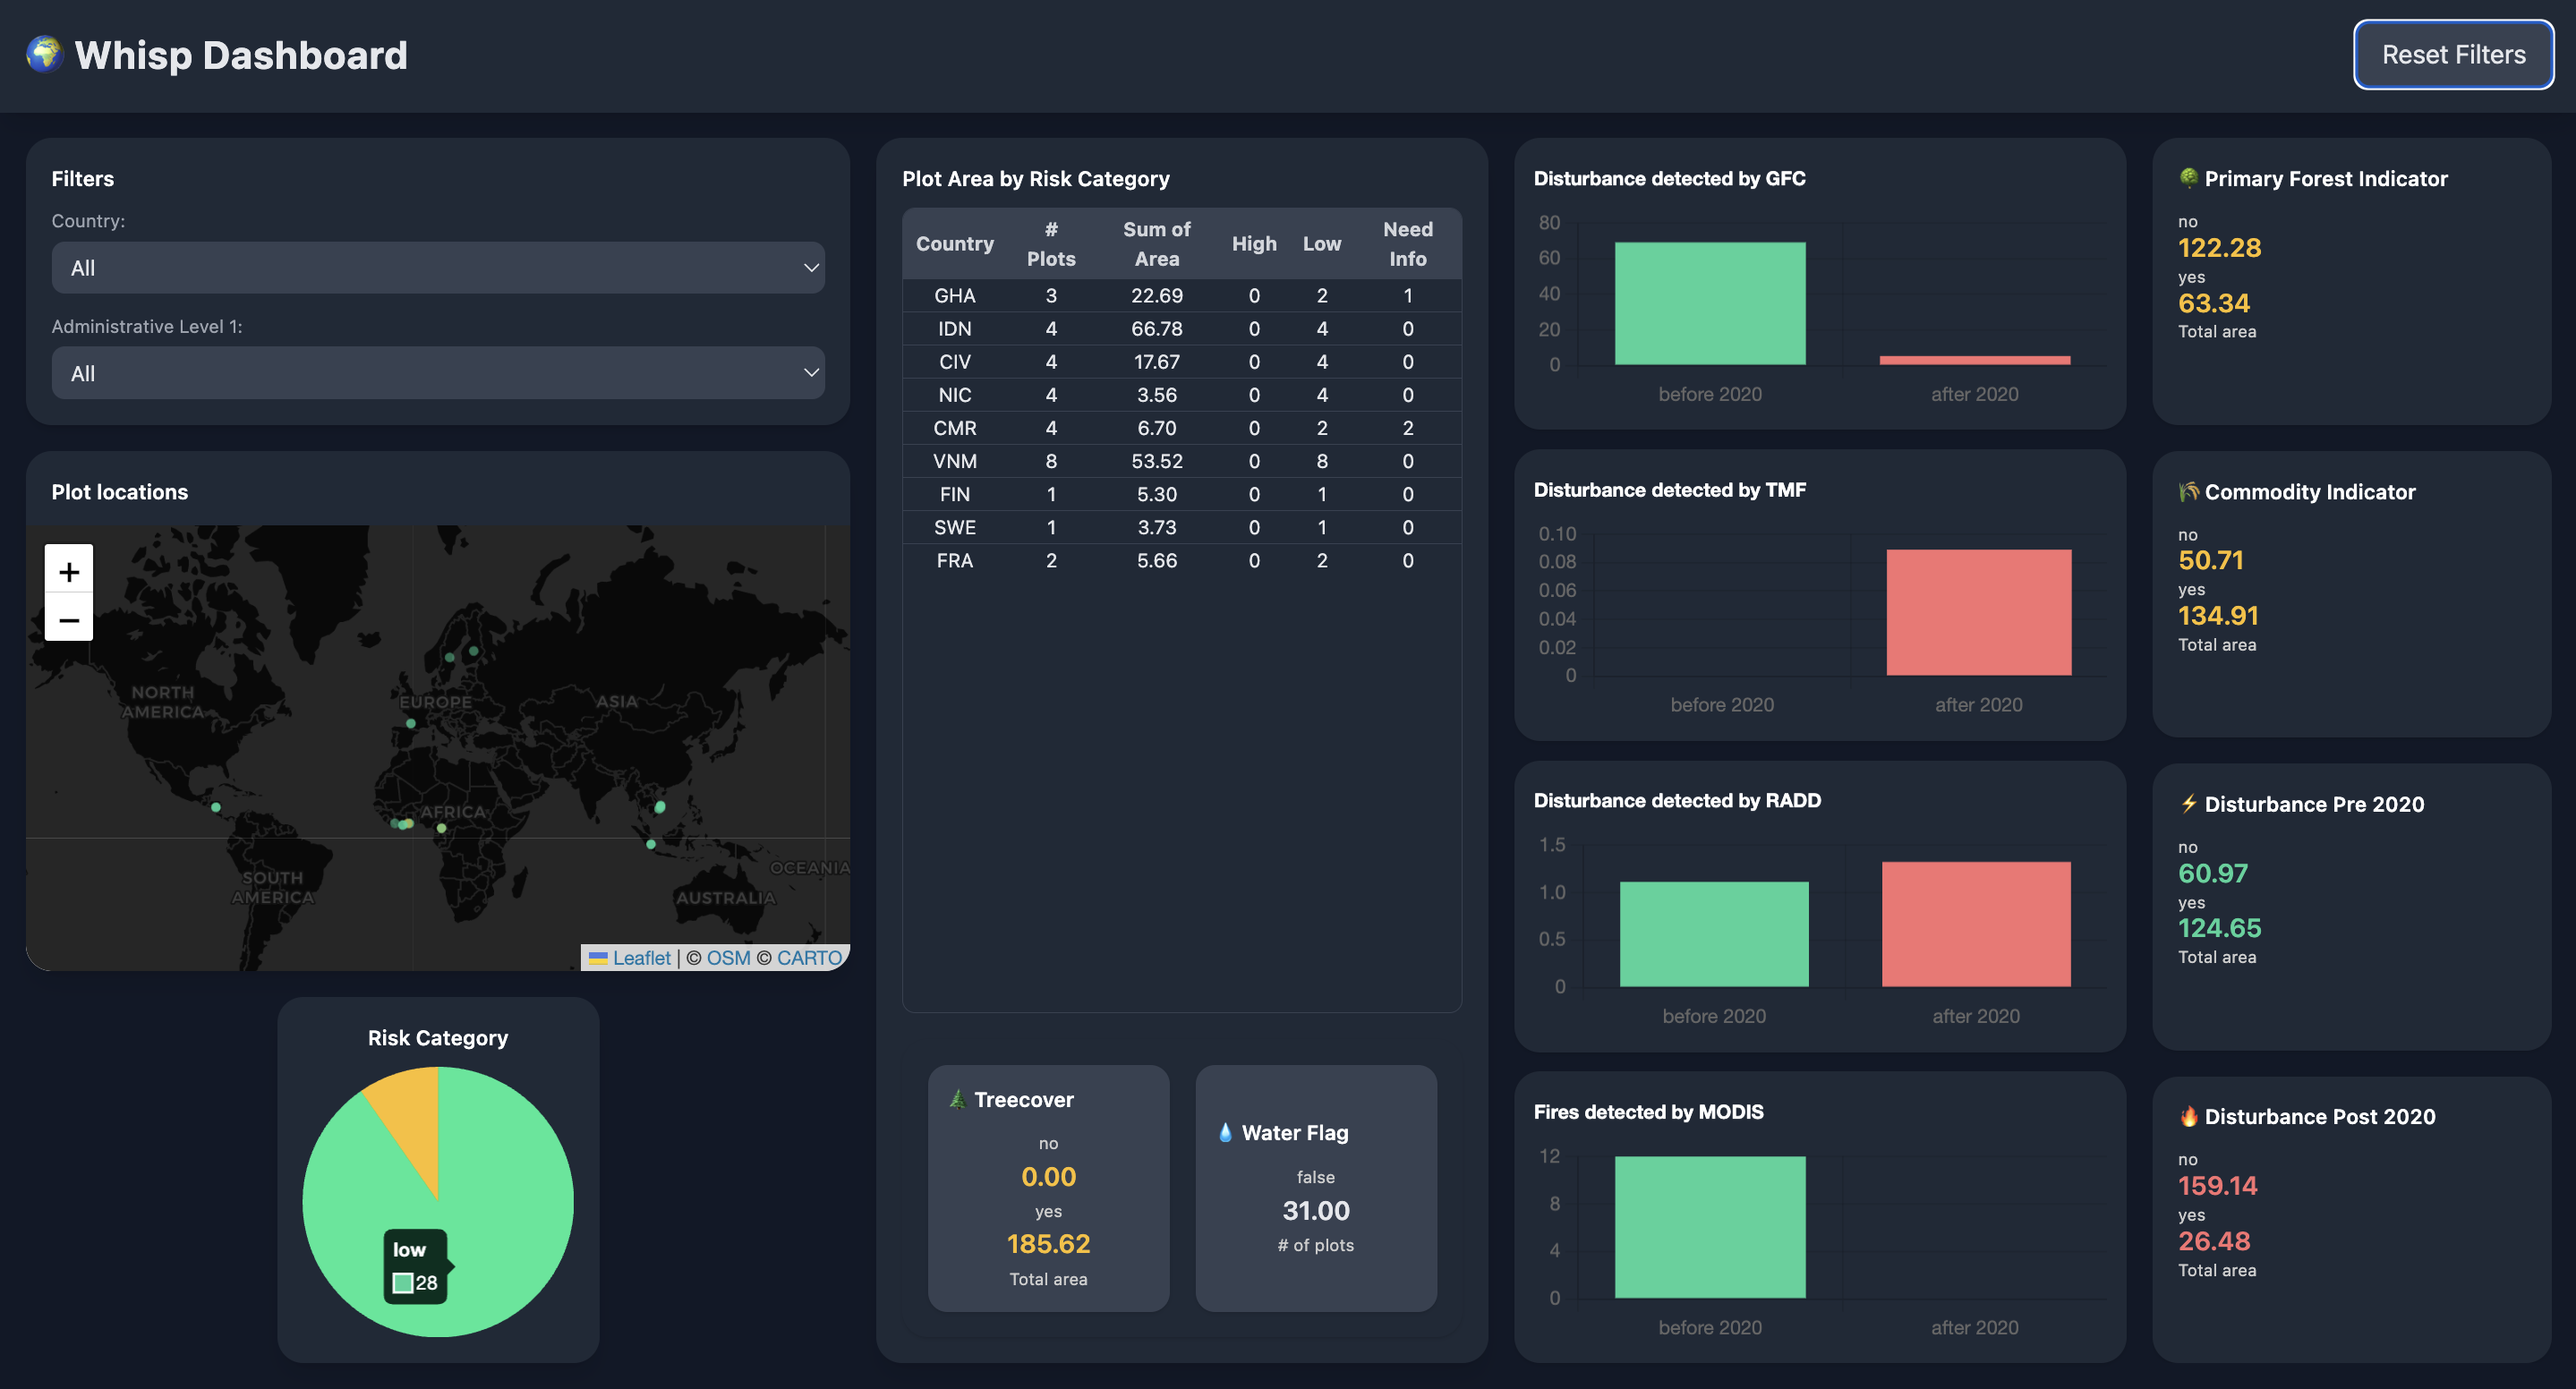 Whisp Dashboard
Reset Filters
Filters
Country:
All
Administrative Level 1:
All
Plot locations
+
−
NORTH
AMERICA
EUROPE
ASIA
AFRICA
SOUTH
AMERICA
OCEANIA
AUSTRALIA
Leaflet | © OSM © CARTO
Risk Category
low
28
Plot Area by Risk Category
Country # Plots Sum of Area High Low Need Info
GHA 3 22.69 0 2 1
IDN 4 66.78 0 4 0
CIV 4 17.67 0 4 0
NIC 4 3.56 0 4 0
CMR 4 6.70 0 2 2
VNM 8 53.52 0 8 0
FIN 1 5.30 0 1 0
SWE 1 3.73 0 1 0
FRA 2 5.66 0 2 0
Treecover
no
0.00
yes
185.62
Total area
Water Flag
false
31.00
# of plots
Disturbance detected by GFC
80
60
40
20
0
before 2020 after 2020
Disturbance detected by TMF
0.10
0.08
0.06
0.04
0.02
0
before 2020 after 2020
Disturbance detected by RADD
1.5
1.0
0.5
0
before 2020 after 2020
Fires detected by MODIS
12
8
4
0
before 2020 after 2020
Primary Forest Indicator
no
122.28
yes
63.34
Total area
Commodity Indicator
no
50.71
yes
134.91
Total area
Disturbance Pre 2020
no
60.97
yes
124.65
Total area
Disturbance Post 2020
no
159.14
yes
26.48
Total area